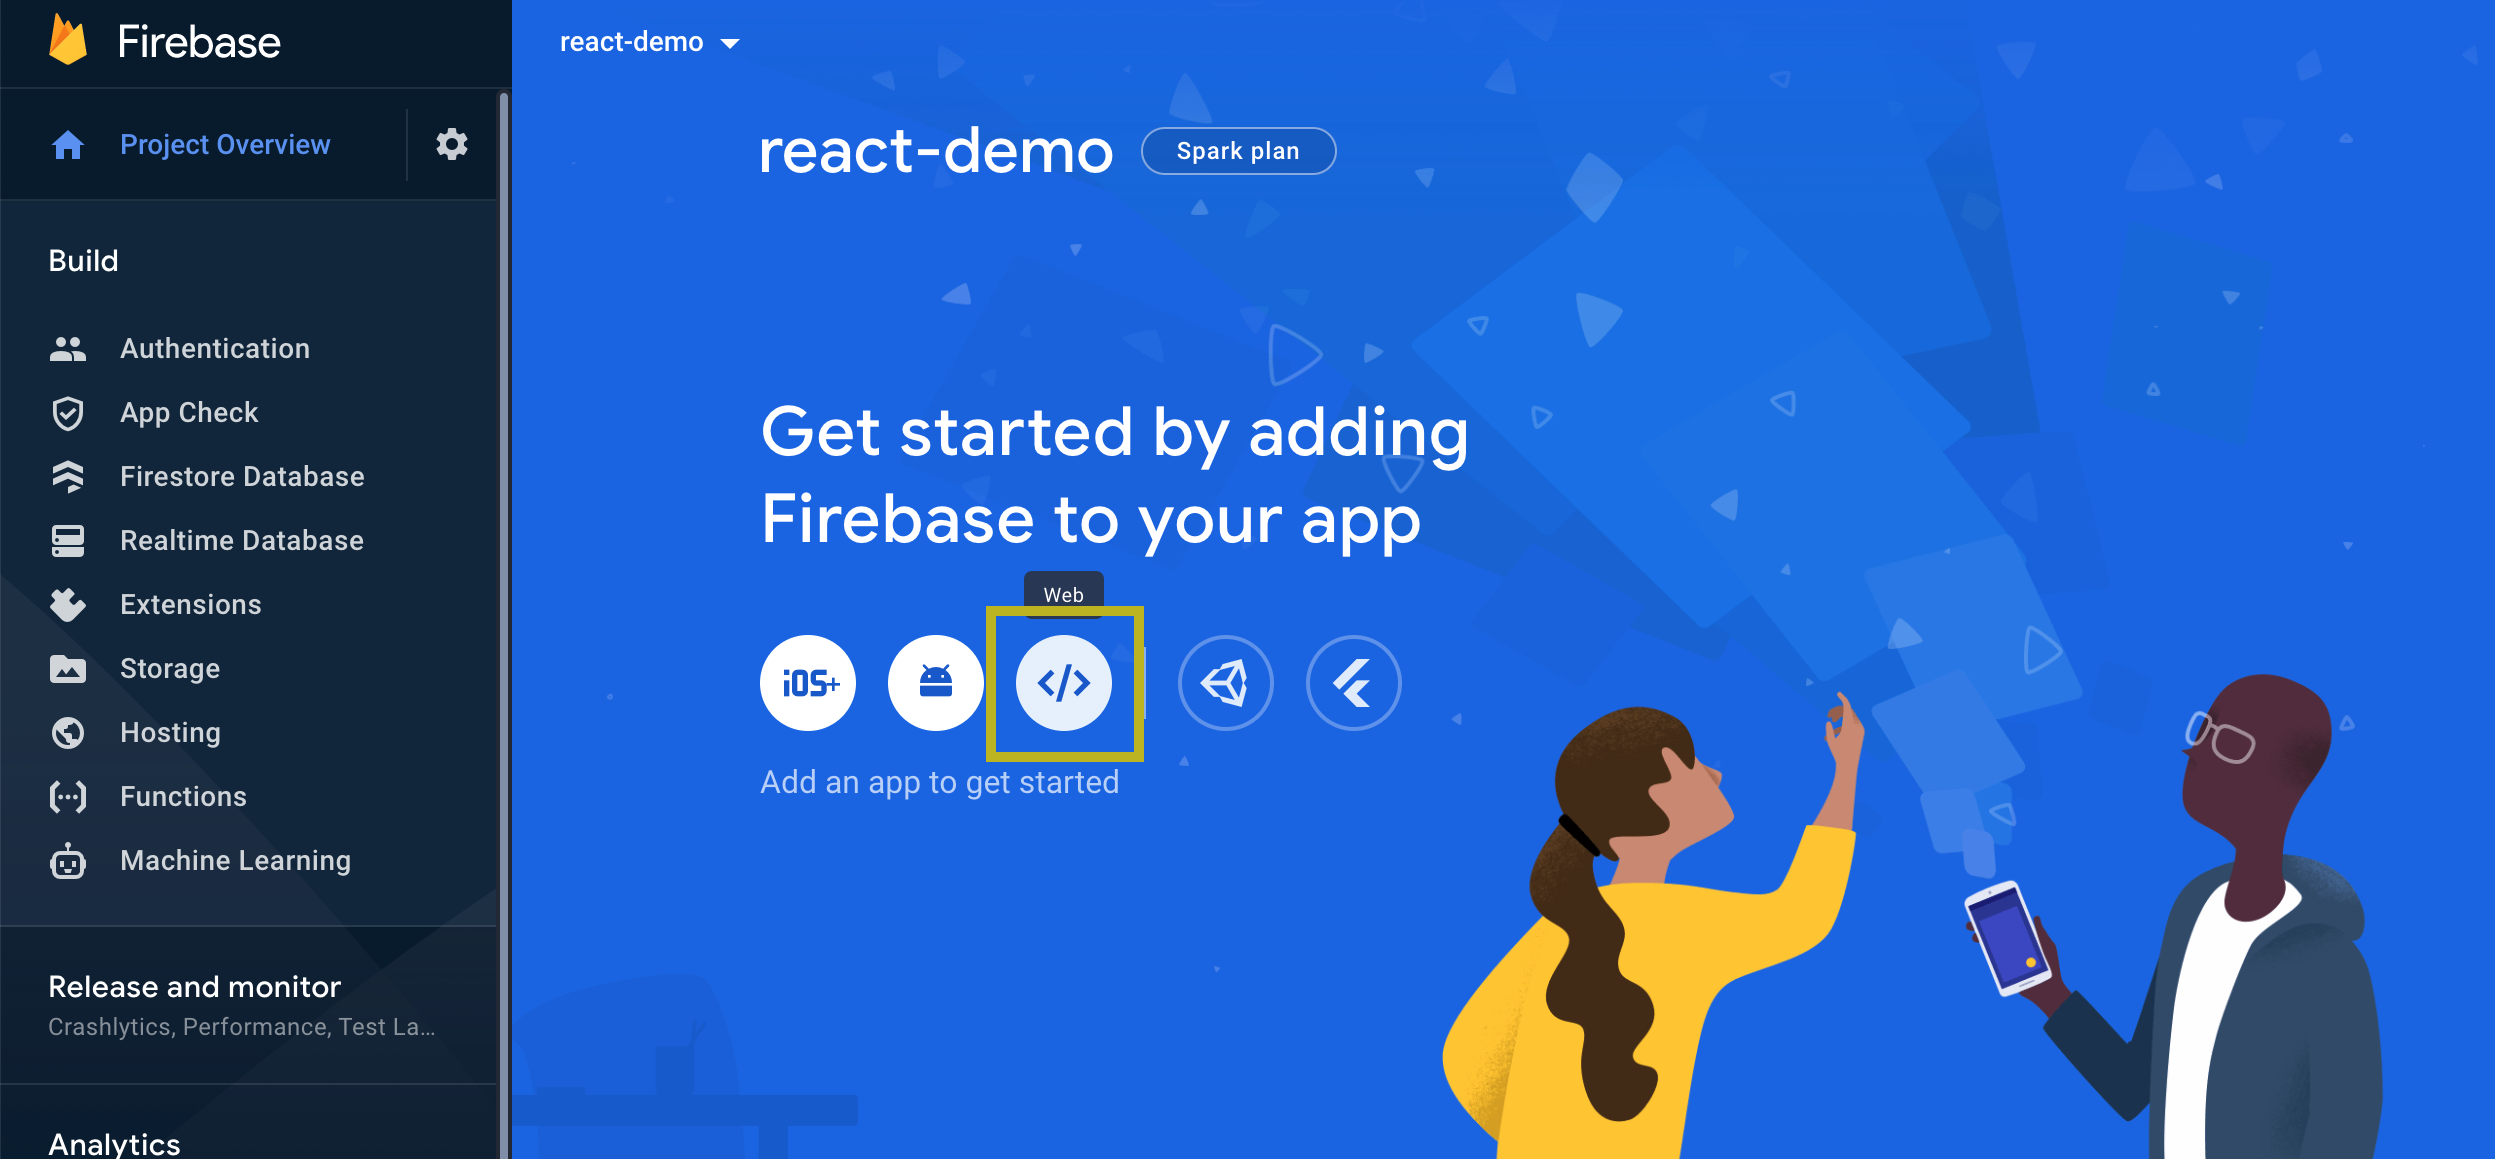 Firebase
Project Overview
Build
Authentication
App Check
Firestore Database
Realtime Database
Extensions
Storage
Hosting
Functions
Machine Learning
Release and monitor
Crashlytics, Performance, Test La...
Analytics
react-demo
react-demo
Spark plan
Get started by adding
Firebase to your app
Web
iOS+
</>
Add an app to get started